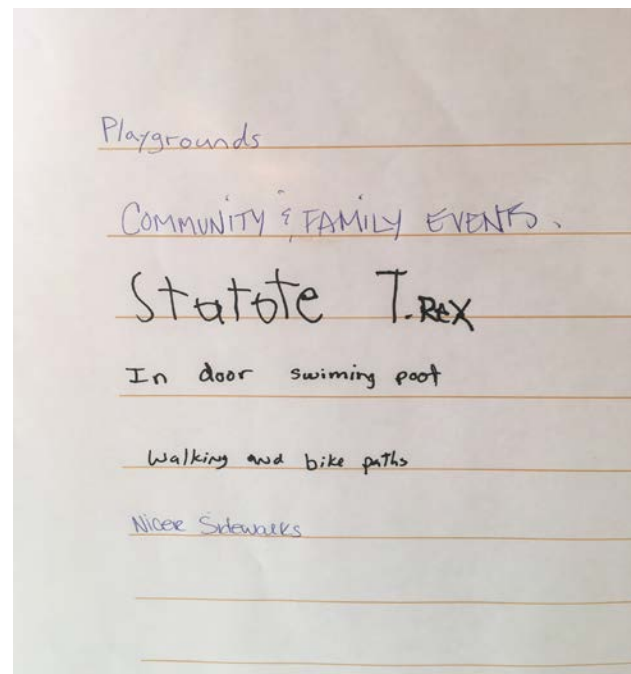 Playgrounds
COMMUNITY & FAMILY EVENTS.
Statote T.Rex
In door swiming poot
Walking and bike paths
Nicer Sidewalks